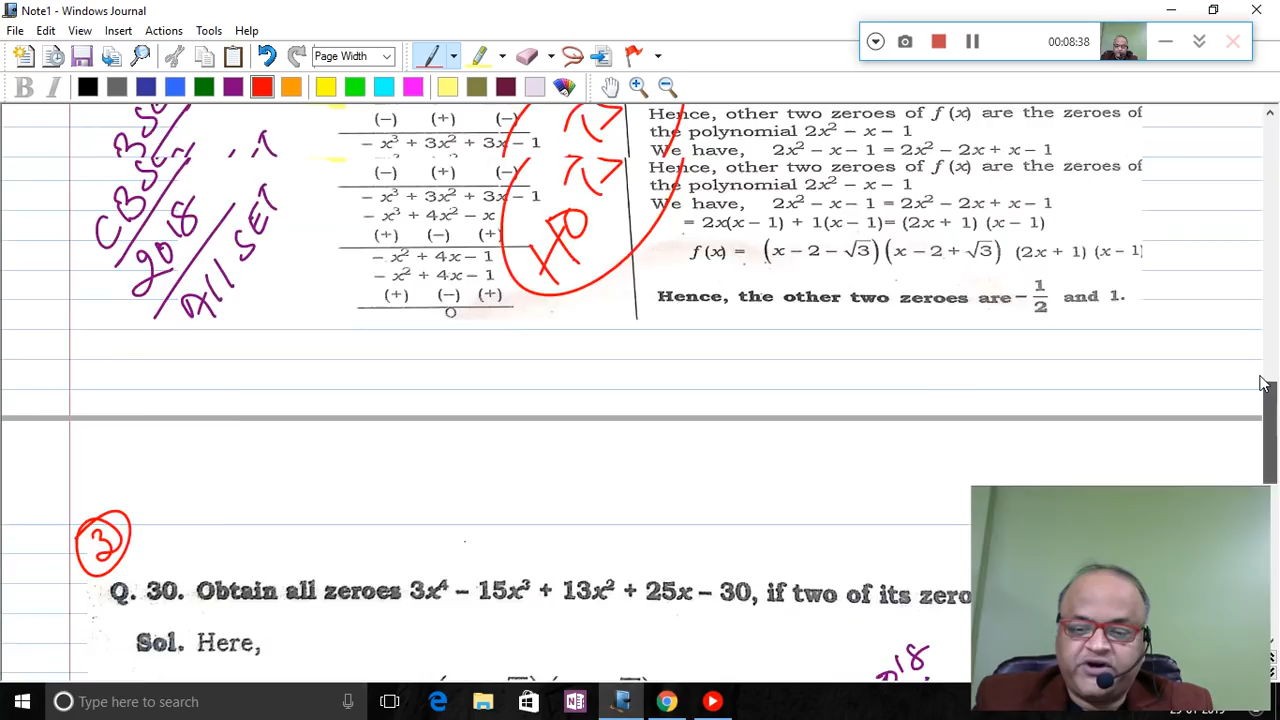 Note1 - Windows Journal
File Edit View Insert Actions Tools Help
Page Width
00:08:38
B I
(−) (+) (−)
− x³ + 3x² + 3x − 1
(−) (+) (−)
− x³ + 3x² + 3x − 1
− x³ + 4x² − x
(+) (−) (+)
− x² + 4x − 1
− x² + 4x − 1
(+) (−) (+)
0
CBSE
2018
All SET
Hence, other two zeroes of f (x) are the zeroes of
the polynomial 2x² − x − 1
We have, 2x² − x − 1 = 2x² − 2x + x − 1
Hence, other two zeroes of f (x) are the zeroes of
the polynomial 2x² − x − 1
We have, 2x² − x − 1 = 2x² − 2x + x − 1
= 2x(x − 1) + 1(x − 1)= (2x + 1) (x − 1)
f (x) = (x − 2 − √3) (x − 2 + √3) (2x + 1) (x − 1
Hence, the other two zeroes are −1/2 and 1.
3
Q. 30. Obtain all zeroes 3x⁴ − 15x³ + 13x² + 25x − 30, if two of its zero
Sol. Here,
Type here to search